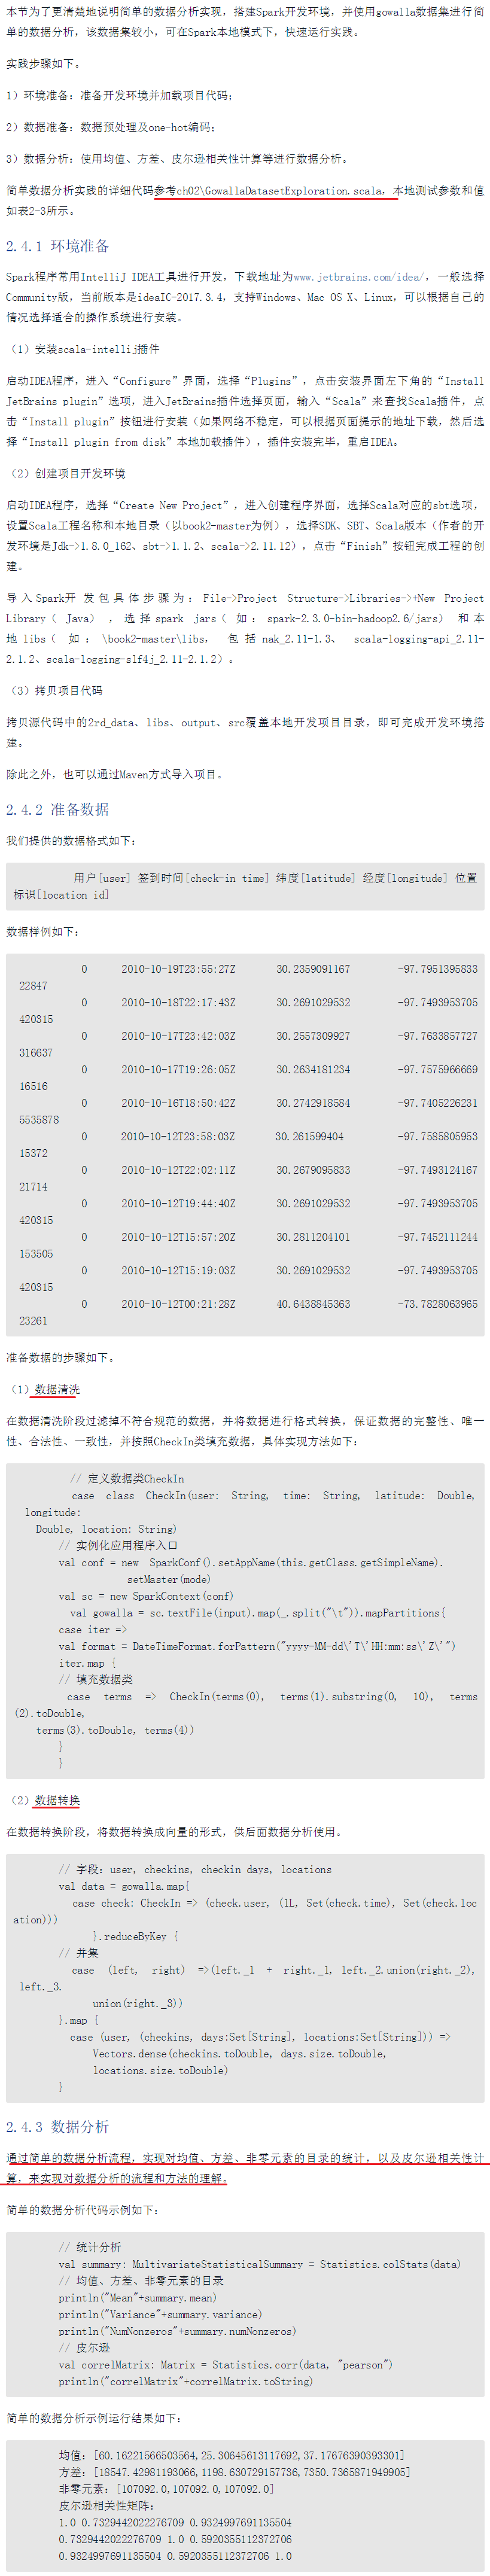 本节为了更清楚地说明简单的数据分析实现，搭建Spark开发环境，并使用gowalla数据集进行简
单的数据分析，该数据集较小，可在Spark本地模式下，快速运行实践。
实践步骤如下。
1）环境准备：准备开发环境并加载项目代码；
2）数据准备：数据预处理及one-hot编码；
3）数据分析：使用均值、方差、皮尔逊相关性计算等进行数据分析。
简单数据分析实践的详细代码参考ch02\GowallaDatasetExploration.scala，本地测试参数和值
如表2-3所示。
2.4.1 环境准备
Spark程序常用IntelliJ IDEA工具进行开发，下载地址为www.jetbrains.com/idea/，一般选择
Community版，当前版本是ideaIC-2017.3.4，支持Windows、Mac OS X、Linux，可以根据自己的
情况选择适合的操作系统进行安装。
（1）安装scala-intellij插件
启动IDEA程序，进入“Configure”界面，选择“Plugins”，点击安装界面左下角的“Install
JetBrains plugin”选项，进入JetBrains插件选择页面，输入“Scala”来查找Scala插件，点
击“Install plugin”按钮进行安装（如果网络不稳定，可以根据页面提示的地址下载，然后选
择“Install plugin from disk”本地加载插件），插件安装完毕，重启IDEA。
（2）创建项目开发环境
启动IDEA程序，选择“Create New Project”，进入创建程序界面，选择Scala对应的sbt选项，
设置Scala工程名称和本地目录（以book2-master为例），选择SDK、SBT、Scala版本（作者的开
发环境是Jdk->1.8.0_162、sbt->1.1.2、scala->2.11.12），点击“Finish”按钮完成工程的创
建。
导入Spark开发包具体步骤为：File->Project Structure->Libraries->+New Project
Library（Java），选择spark jars（如：spark-2.3.0-bin-hadoop2.6/jars）和本
地libs（如：\book2-master\libs，包括nak_2.11-1.3、scala-logging-api_2.11-
2.1.2、scala-logging-slf4j_2.11-2.1.2）。
（3）拷贝项目代码
拷贝源代码中的2rd_data、libs、output、src覆盖本地开发项目目录，即可完成开发环境搭
建。
除此之外，也可以通过Maven方式导入项目。
2.4.2 准备数据
我们提供的数据格式如下：
用户[user] 签到时间[check-in time] 纬度[latitude] 经度[longitude] 位置
标识[location id]
数据样例如下：
0 2010-10-19T23:55:27Z 30.2359091167 -97.7951395833
22847
0 2010-10-18T22:17:43Z 30.2691029532 -97.7493953705
420315
0 2010-10-17T23:42:03Z 30.2557309927 -97.7633857727
316637
0 2010-10-17T19:26:05Z 30.2634181234 -97.7575966669
16516
0 2010-10-16T18:50:42Z 30.2742918584 -97.7405226231
5535878
0 2010-10-12T23:58:03Z 30.261599404 -97.7585805953
15372
0 2010-10-12T22:02:11Z 30.2679095833 -97.7493124167
21714
0 2010-10-12T19:44:40Z 30.2691029532 -97.7493953705
420315
0 2010-10-12T15:57:20Z 30.2811204101 -97.7452111244
153505
0 2010-10-12T15:19:03Z 30.2691029532 -97.7493953705
420315
0 2010-10-12T00:21:28Z 40.6438845363 -73.7828063965
23261
准备数据的步骤如下。
（1）数据清洗
在数据清洗阶段过滤掉不符合规范的数据，并将数据进行格式转换，保证数据的完整性、唯一
性、合法性、一致性，并按照CheckIn类填充数据，具体实现方法如下：
// 定义数据类CheckIn
case class CheckIn(user: String, time: String, latitude: Double,
longitude:
Double, location: String)
// 实例化应用程序入口
val conf = new SparkConf().setAppName(this.getClass.getSimpleName).
setMaster(mode)
val sc = new SparkContext(conf)
val gowalla = sc.textFile(input).map(_.split("\t")).mapPartitions{
case iter =>
val format = DateTimeFormat.forPattern("yyyy-MM-dd\'T\'HH:mm:ss\'Z\'")
iter.map {
// 填充数据类
case terms => CheckIn(terms(0), terms(1).substring(0, 10), terms
(2).toDouble,
terms(3).toDouble, terms(4))
}
}
（2）数据转换
在数据转换阶段，将数据转换成向量的形式，供后面数据分析使用。
// 字段：user, checkins, checkin days, locations
val data = gowalla.map{
case check: CheckIn => (check.user, (1L, Set(check.time), Set(check.loc
ation)))
}.reduceByKey {
// 并集
case (left, right) =>(left._1 + right._1, left._2.union(right._2),
left._3.
union(right._3))
}.map {
case (user, (checkins, days:Set[String], locations:Set[String])) =>
Vectors.dense(checkins.toDouble, days.size.toDouble,
locations.size.toDouble)
}
2.4.3 数据分析
通过简单的数据分析流程，实现对均值、方差、非零元素的目录的统计，以及皮尔逊相关性计
算，来实现对数据分析的流程和方法的理解。
简单的数据分析代码示例如下：
// 统计分析
val summary: MultivariateStatisticalSummary = Statistics.colStats(data)
// 均值、方差、非零元素的目录
println("Mean"+summary.mean)
println("Variance"+summary.variance)
println("NumNonzeros"+summary.numNonzeros)
// 皮尔逊
val correlMatrix: Matrix = Statistics.corr(data, "pearson")
println("correlMatrix"+correlMatrix.toString)
简单的数据分析示例运行结果如下：
均值：[60.16221566503564,25.30645613117692,37.17676390393301]
方差：[18547.42981193066,1198.630729157736,7350.7365871949905]
非零元素：[107092.0,107092.0,107092.0]
皮尔逊相关性矩阵：
1.0 0.7329442022276709 0.9324997691135504
0.7329442022276709 1.0 0.5920355112372706
0.9324997691135504 0.5920355112372706 1.0